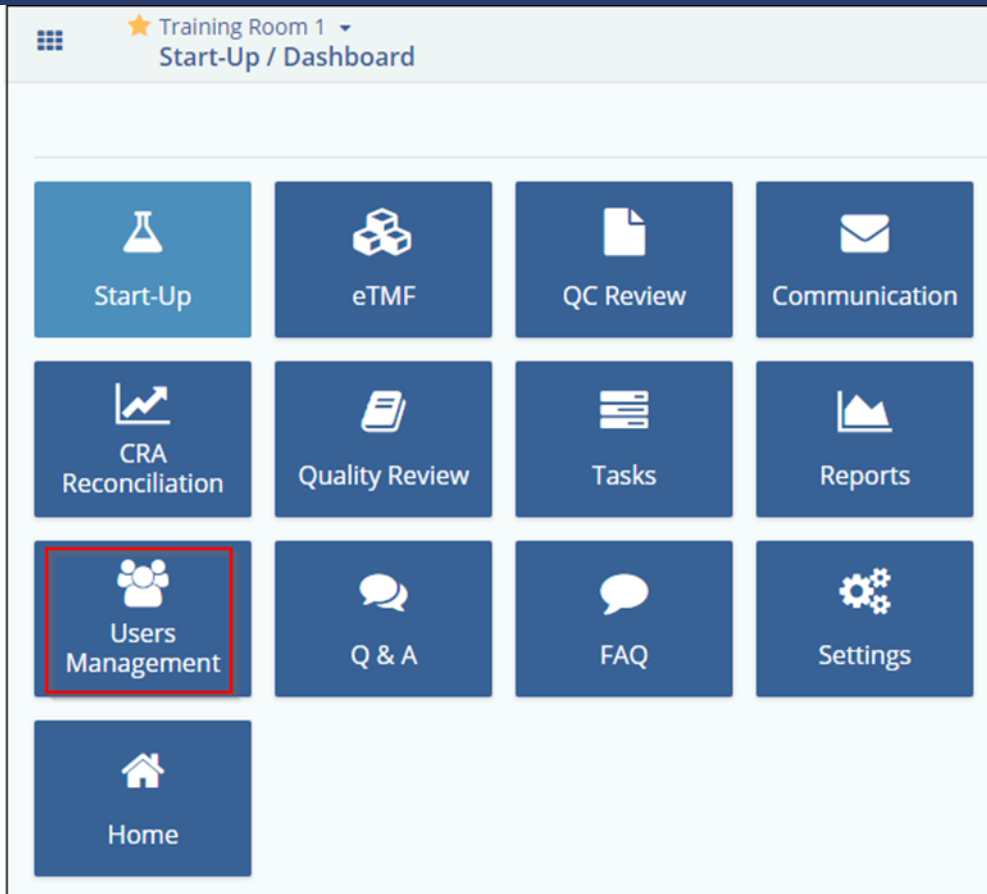 Training Room 1
Start-Up / Dashboard
Start-Up
eTMF
QC Review
Communication
CRA
Reconciliation
Quality Review
Tasks
Reports
Users
Management
Q & A
FAQ
Settings
Home